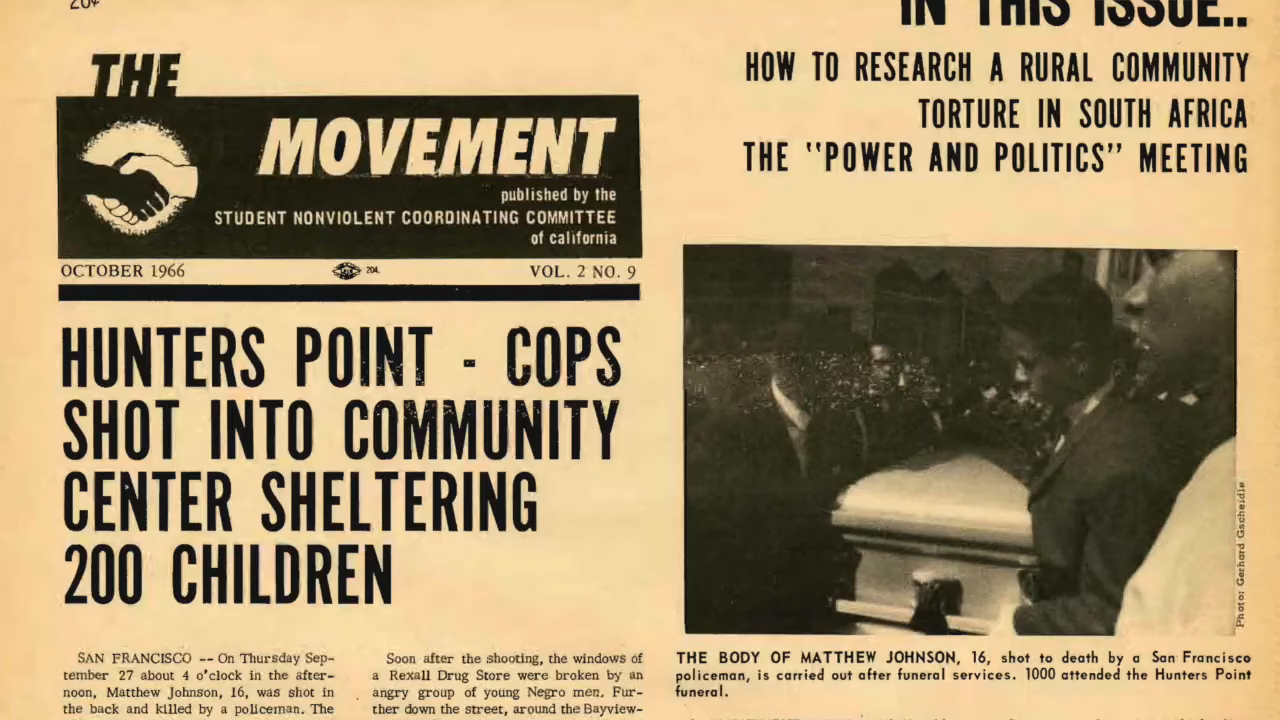 20¢
THE
MOVEMENT
published by the
STUDENT NONVIOLENT COORDINATING COMMITTEE
of california
OCTOBER 1966
204.
VOL. 2 NO. 9
IN THIS ISSUE..
HOW TO RESEARCH A RURAL COMMUNITY
TORTURE IN SOUTH AFRICA
THE "POWER AND POLITICS" MEETING
HUNTERS POINT - COPS
SHOT INTO COMMUNITY
CENTER SHELTERING
200 CHILDREN
SAN FRANCISCO -- On Thursday Sep-
tember 27 about 4 o'clock in the after-
noon, Matthew Johnson, 16, was shot in
the back and killed by a policeman. The
Soon after the shooting, the windows of
a Rexall Drug Store were broken by an
angry group of young Negro men. Fur-
ther down the street, around the Bayview-
Photo: Gerhard Gscheidle
THE BODY OF MATTHEW JOHNSON, 16, shot to death by a San Francisco
policeman, is carried out after funeral services. 1000 attended the Hunters Point
funeral.